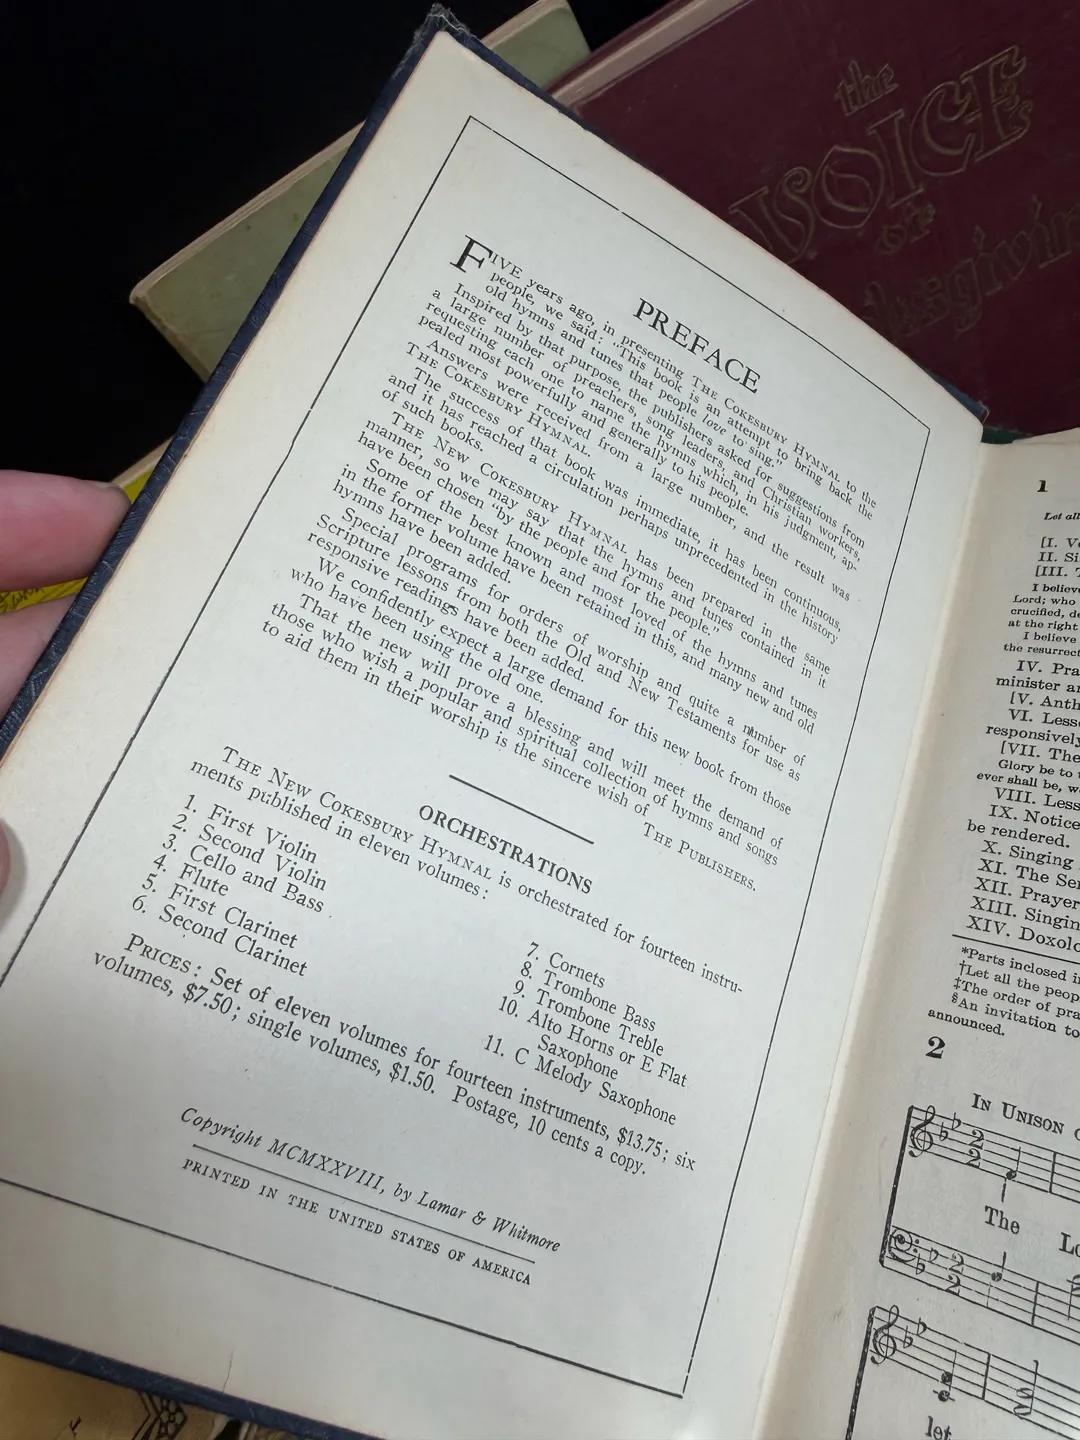 the
VOICE
of
PREFACE
FIVE years ago, in presenting THE COKESBURY HYMNAL to the
people, we said: "This book is an attempt to bring back the
old hymns and tunes that people love to sing."
Inspired by that purpose, the publishers asked for suggestions from
a large number of preachers, song leaders, and Christian workers,
requesting each one to name the hymns which, in his judgment, ap-
pealed most powerfully and generally to his people.
Answers were received from a large number, and the result was
THE COKESBURY HYMNAL.
The success of that book was immediate, it has been continuous,
and it has reached a circulation perhaps unprecedented in the history
of such books.
THE NEW COKESBURY HYMNAL has been prepared in the same
manner, so we may say that the hymns and tunes contained in it
have been chosen "by the people and for the people."
Some of the best known and most loved of the hymns and tunes
in the former volume have been retained in this, and many new and old
hymns have been added.
Special programs for orders of worship and quite a number of
Scripture lessons from both the Old and New Testaments for use as
responsive readings have been added.
We confidently expect a large demand for this new book from those
who have been using the old one.
That the new will prove a blessing and will meet the demand of
those who wish a popular and spiritual collection of hymns and songs
to aid them in their worship is the sincere wish of
THE PUBLISHERS.
ORCHESTRATIONS
THE NEW COKESBURY HYMNAL is orchestrated for fourteen instru-
ments published in eleven volumes:
1. First Violin
2. Second Violin
3. Cello and Bass
4. Flute
5. First Clarinet
6. Second Clarinet
7. Cornets
8. Trombone Bass
9. Trombone Treble
10. Alto Horns or E Flat
Saxophone
11. C Melody Saxophone
PRICES: Set of eleven volumes for fourteen instruments, $13.75; six
volumes, $7.50; single volumes, $1.50. Postage, 10 cents a copy.
Copyright MCMXXVIII, by Lamar & Whitmore
PRINTED IN THE UNITED STATES OF AMERICA
1
Let all
[I. V
II. Si
[III.
I believe
Lord; who
crucified, de
at the right
I believe
the resurrect
IV. Pra
minister an
[V. Anth
VI. Lesso
responsively
[VII. The
Glory be to
ever shall be, w
VIII. Less
IX. Notice
be rendered.
X. Singing
XI. The Ser
XII. Prayer
XIII. Singin
XIV. Doxolo
*Parts inclosed i
†Let all the peop
‡The order of pra
§An invitation to
announced.
2
IN UNISON
The Lo
let